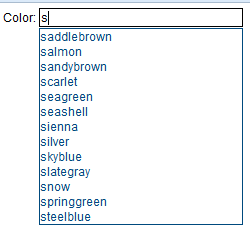 Color: s
saddlebrown
salmon
sandybrown
scarlet
seagreen
seashell
sienna
silver
skyblue
slategray
snow
springgreen
steelblue